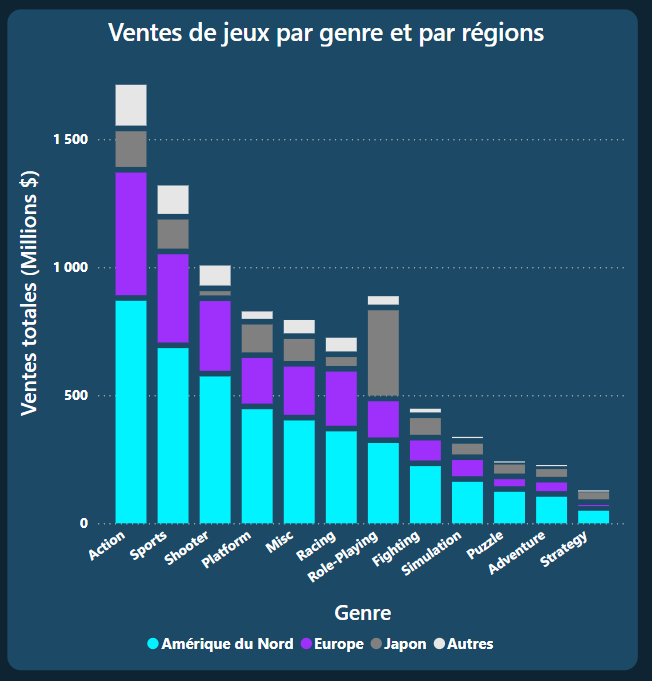 Ventes de jeux par genre et par régions
Ventes totales (Millions $)
1 500
1 000
500
0
Action
Sports
Shooter
Platform
Misc
Racing
Role-Playing
Fighting
Simulation
Puzzle
Adventure
Strategy
Genre
Amérique du Nord Europe Japon Autres